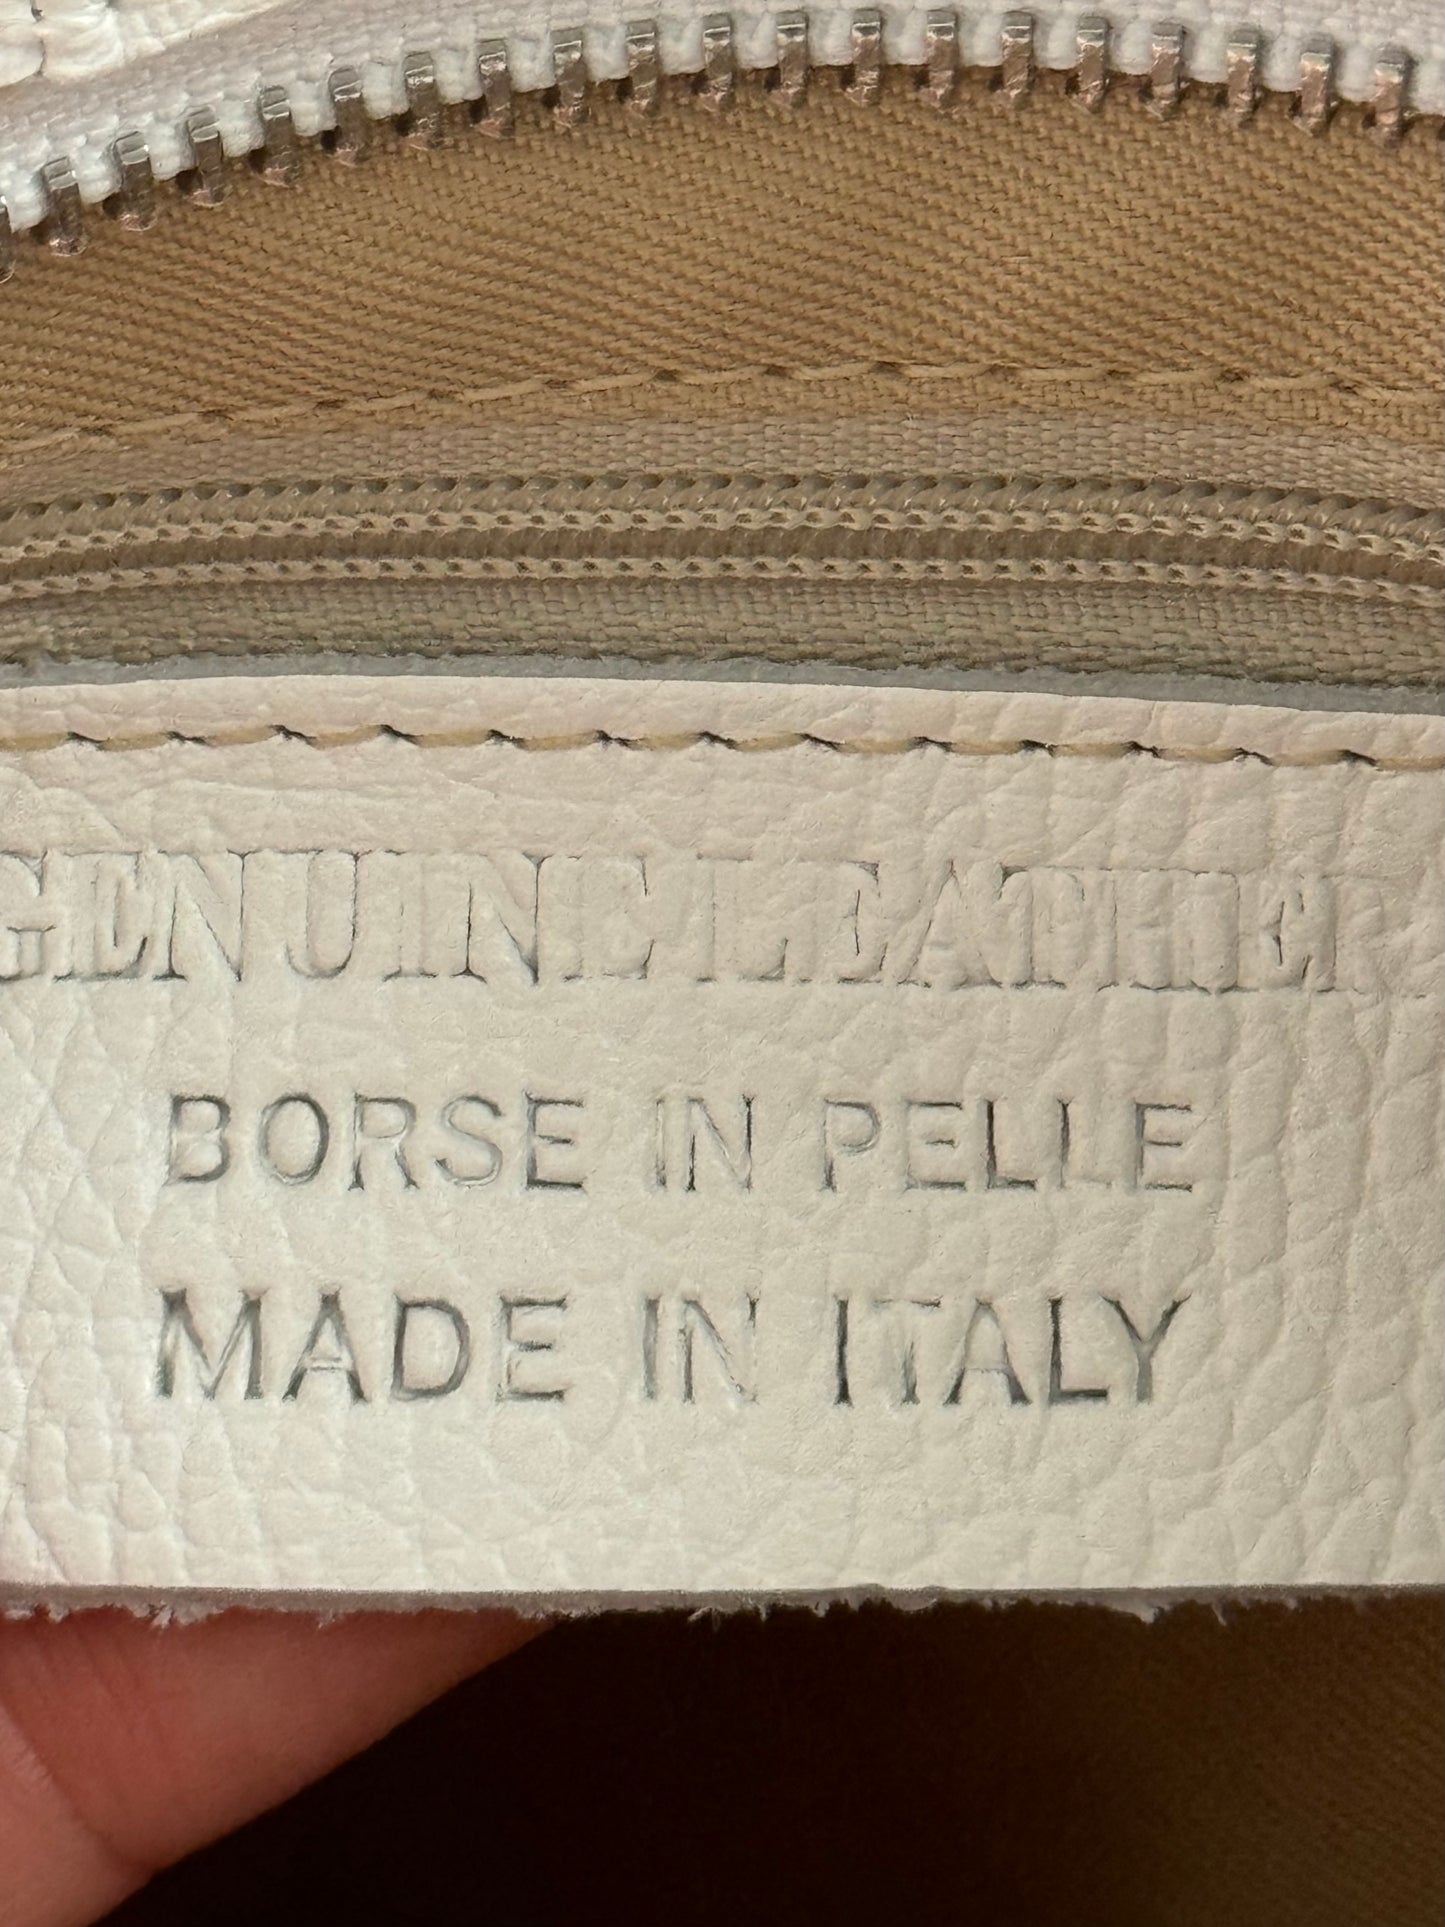 GENUINE LEATHER
BORSE IN PELLE
MADE IN ITALY